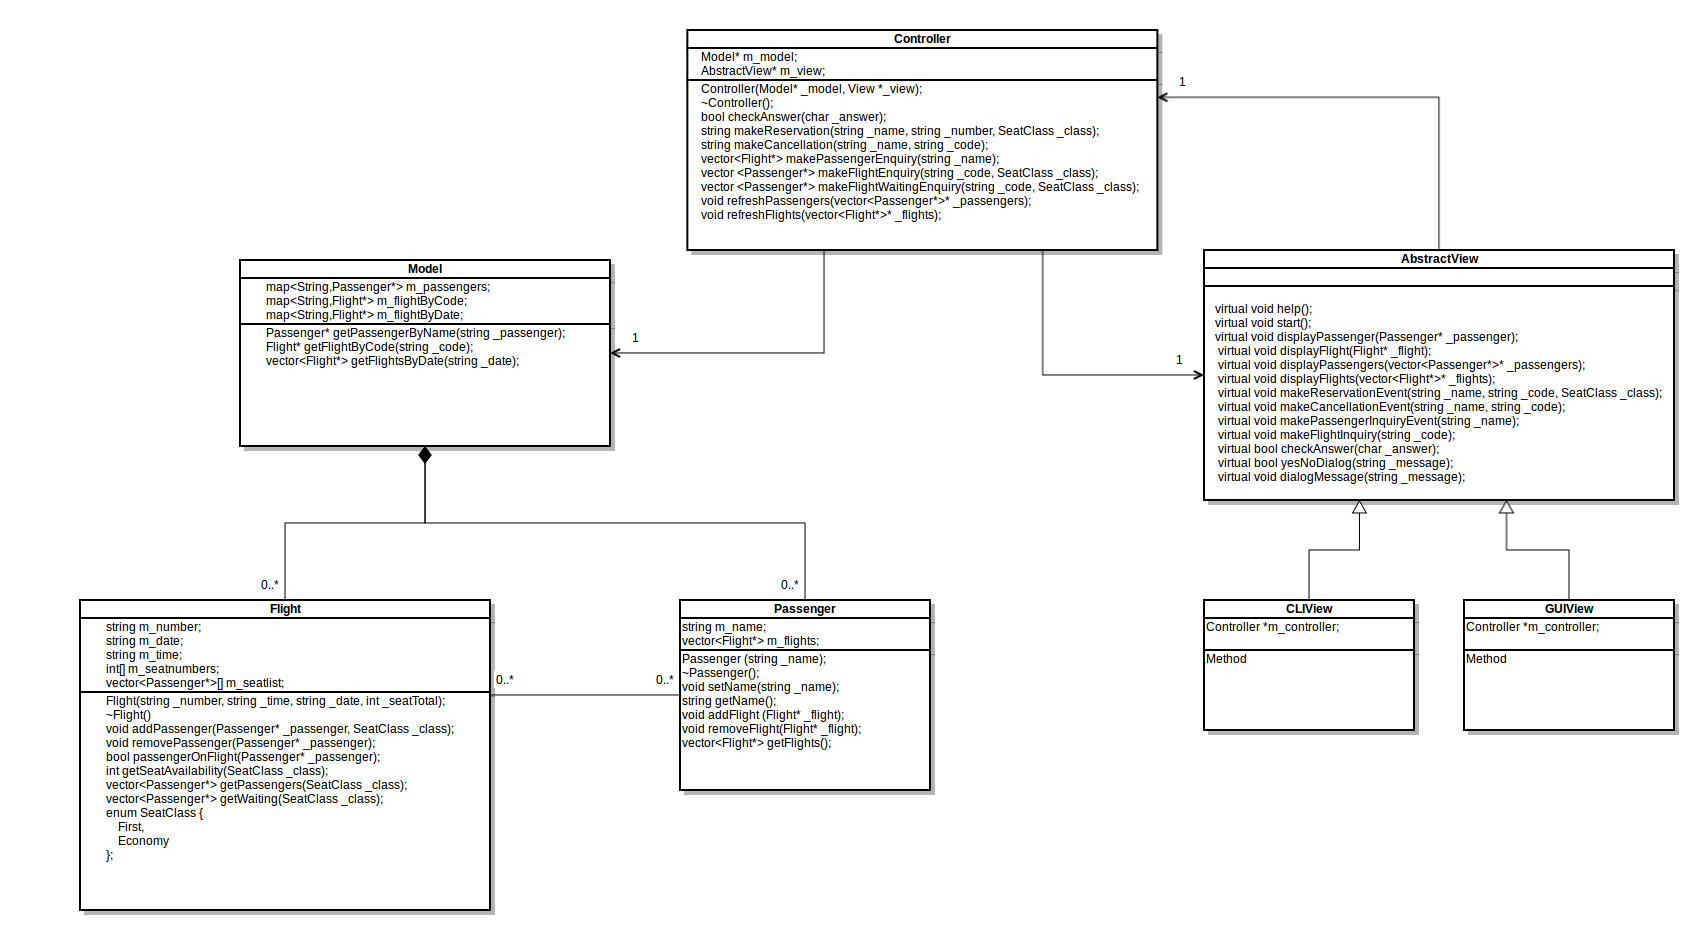 Controller
Model* m_model;
AbstractView* m_view;
Controller(Model* _model, View *_view);
~Controller();
bool checkAnswer(char _answer);
string makeReservation(string _name, string _number, SeatClass _class);
string makeCancellation(string _name, string _code);
vector<Flight*> makePassengerEnquiry(string _name);
vector <Passenger*> makeFlightEnquiry(string _code, SeatClass _class);
vector <Passenger*> makeFlightWaitingEnquiry(string _code, SeatClass _class);
void refreshPassengers(vector<Passenger*>* _passengers);
void refreshFlights(vector<Flight*>* _flights);
1
1
1
Model
map<String,Passenger*> m_passengers;
map<String,Flight*> m_flightByCode;
map<String,Flight*> m_flightByDate;
Passenger* getPassengerByName(string _passenger);
Flight* getFlightByCode(string _code);
vector<Flight*> getFlightsByDate(string _date);
AbstractView
virtual void help();
virtual void start();
virtual void displayPassenger(Passenger* _passenger);
virtual void displayFlight(Flight* _flight);
virtual void displayPassengers(vector<Passenger*>* _passengers);
virtual void displayFlights(vector<Flight*>* _flights);
virtual void makeReservationEvent(string _name, string _code, SeatClass _class);
virtual void makeCancellationEvent(string _name, string _code);
virtual void makePassengerInquiryEvent(string _name);
virtual void makeFlightInquiry(string _code);
virtual bool checkAnswer(char _answer);
virtual bool yesNoDialog(string _message);
virtual void dialogMessage(string _message);
0..*
0..*
Flight
string m_number;
string m_date;
string m_time;
int[] m_seatnumbers;
vector<Passenger*>[] m_seatlist;
Flight(string _number, string _time, string _date, int _seatTotal);
~Flight()
void addPassenger(Passenger* _passenger, SeatClass _class);
void removePassenger(Passenger* _passenger);
bool passengerOnFlight(Passenger* _passenger);
int getSeatAvailability(SeatClass _class);
vector<Passenger*> getPassengers(SeatClass _class);
vector<Passenger*> getWaiting(SeatClass _class);
enum SeatClass {
First,
Economy
};
0..*
0..*
Passenger
string m_name;
vector<Flight*> m_flights;
Passenger (string _name);
~Passenger();
void setName(string _name);
string getName();
void addFlight (Flight* _flight);
void removeFlight(Flight* _flight);
vector<Flight*> getFlights();
CLIView
Controller *m_controller;
Method
GUIView
Controller *m_controller;
Method